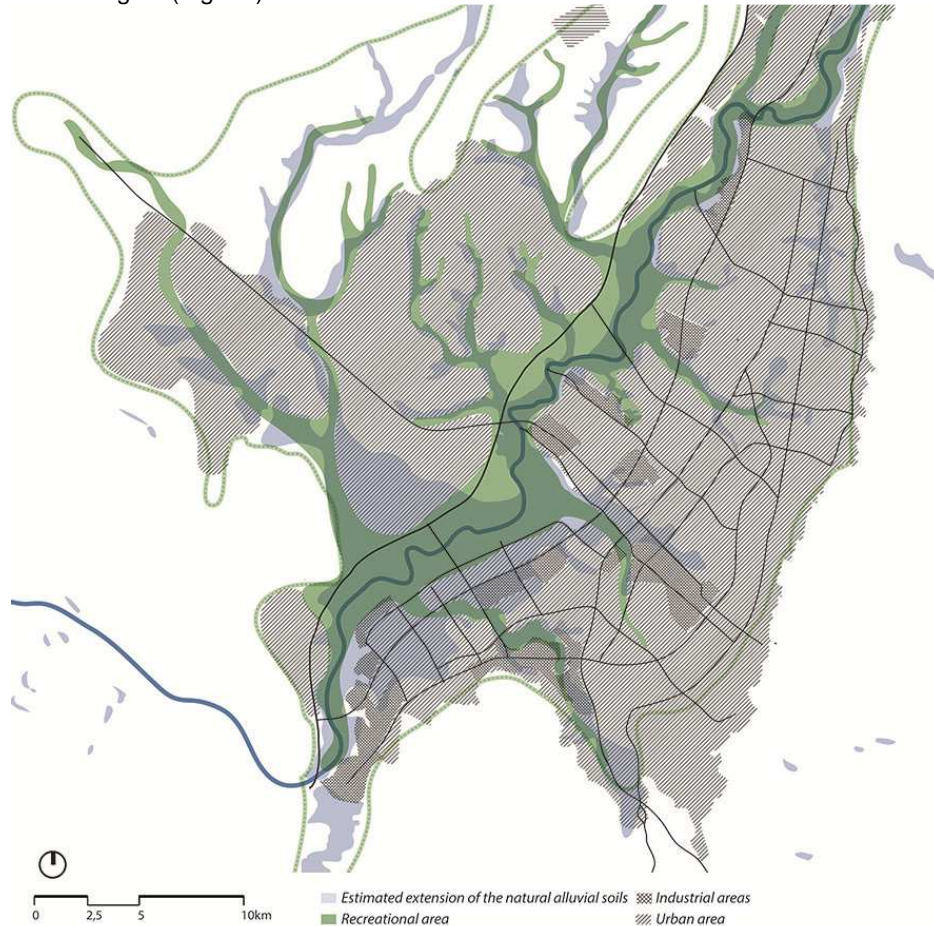 0 2,5 5 10km
Estimated extension of the natural alluvial soils
Industrial areas
Recreational area
Urban area